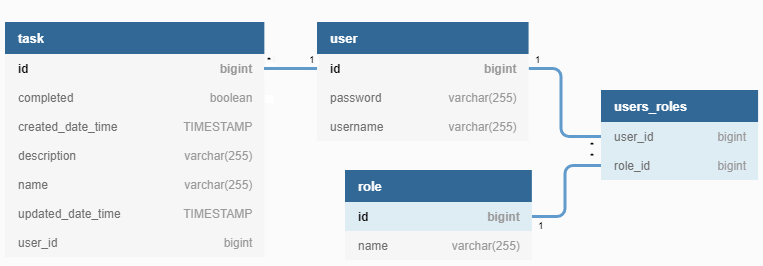 task
id bigint
completed boolean
created_date_time TIMESTAMP
description varchar(255)
name varchar(255)
updated_date_time TIMESTAMP
user_id bigint
*
1
user
id bigint
password varchar(255)
username varchar(255)
1
users_roles
user_id bigint
role_id bigint
*
*
role
id bigint
name varchar(255)
1